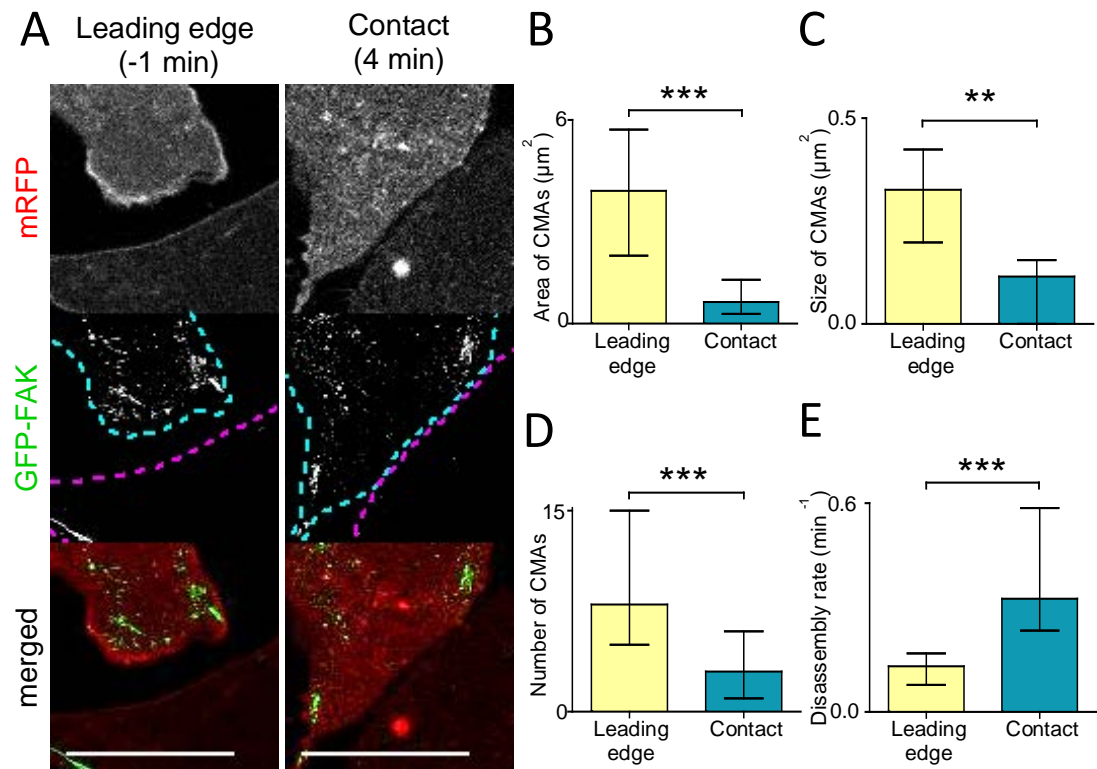 A
Leading edge
(-1 min)
Contact
(4 min)
mRFP
GFP-FAK
merged
B
***
6
0
Area of CMAs (µm²)
Leading
edge
Contact
C
**
0.5
0.0
Size of CMAs (µm²)
Leading
edge
Contact
D
***
15
0
Number of CMAs
Leading
edge
Contact
E
***
0.6
0.0
Disassembly rate (min⁻¹)
Leading
edge
Contact